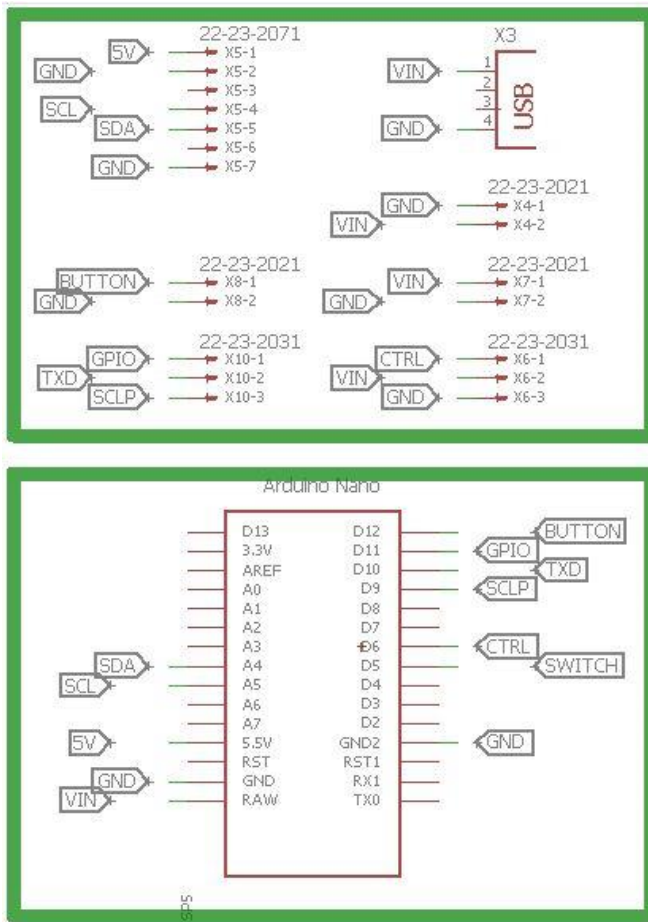 22-23-2071
5V X5-1
GND X5-2
X5-3
SCL X5-4
SDA X5-5
X5-6
GND X5-7
X3
VIN 1
2
3
GND 4
USB
22-23-2021
GND X4-1
VIN X4-2
22-23-2021
BUTTON X8-1
GND X8-2
22-23-2021
VIN X7-1
GND X7-2
22-23-2031
GPIO X10-1
TXD X10-2
SCLP X10-3
22-23-2031
CTRL X6-1
VIN X6-2
GND X6-3
Arduino Nano
D13 D12 BUTTON
3.3V D11 GPIO
AREF D10 TXD
A0 D9 SCLP
A1 D8
A2 D7
A3 D6 CTRL
SDA A4 D5 SWITCH
SCL A5 D4
A6 D3
A7 D2
5V 5.5V GND2 GND
RST RST1
GND GND RX1
VIN RAW TX0